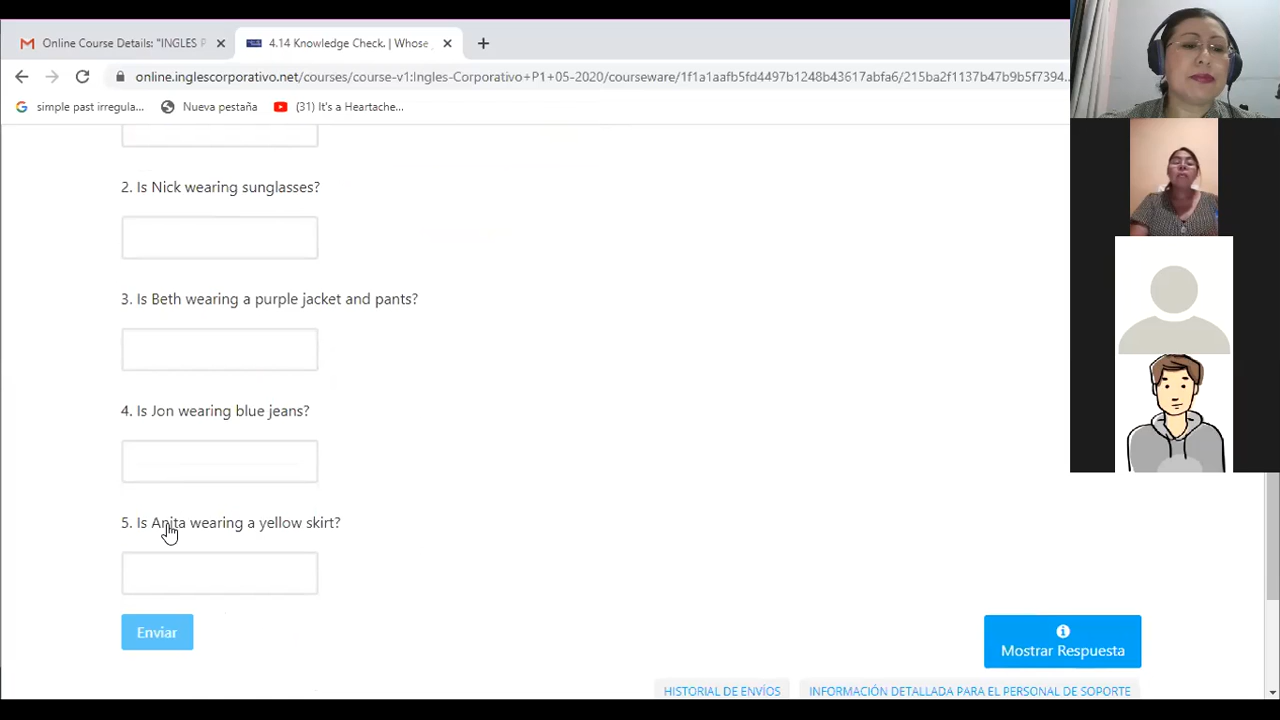 Online Course Details: "INGLES P
4.14 Knowledge Check. | Whose
online.inglescorporativo.net/courses/course-v1:Ingles-Corporativo+P1+05-2020/courseware/1f1a1aafb5fd4497b1248b43617abfa6/215ba2f1137b47b9b5f7394...
simple past irregula... Nueva pestaña (31) It's a Heartache...
2. Is Nick wearing sunglasses?
3. Is Beth wearing a purple jacket and pants?
4. Is Jon wearing blue jeans?
5. Is Anita wearing a yellow skirt?
Enviar
Mostrar Respuesta
HISTORIAL DE ENVÍOS INFORMACIÓN DETALLADA PARA EL PERSONAL DE SOPORTE